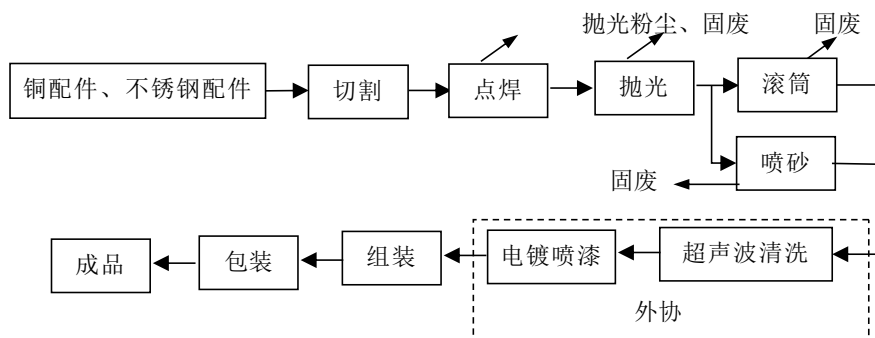 抛光粉尘、固废
固废
铜配件、不锈钢配件
切割
点焊
抛光
滚筒
喷砂
固废
成品
包装
组装
电镀喷漆
超声波清洗
外协